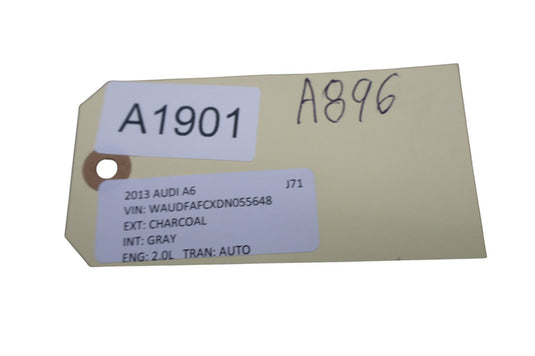 A1901
A896
2013 AUDI A6 J71
VIN: WAUDFAFCXDN055648
EXT: CHARCOAL
INT: GRAY
ENG: 2.0L TRAN: AUTO